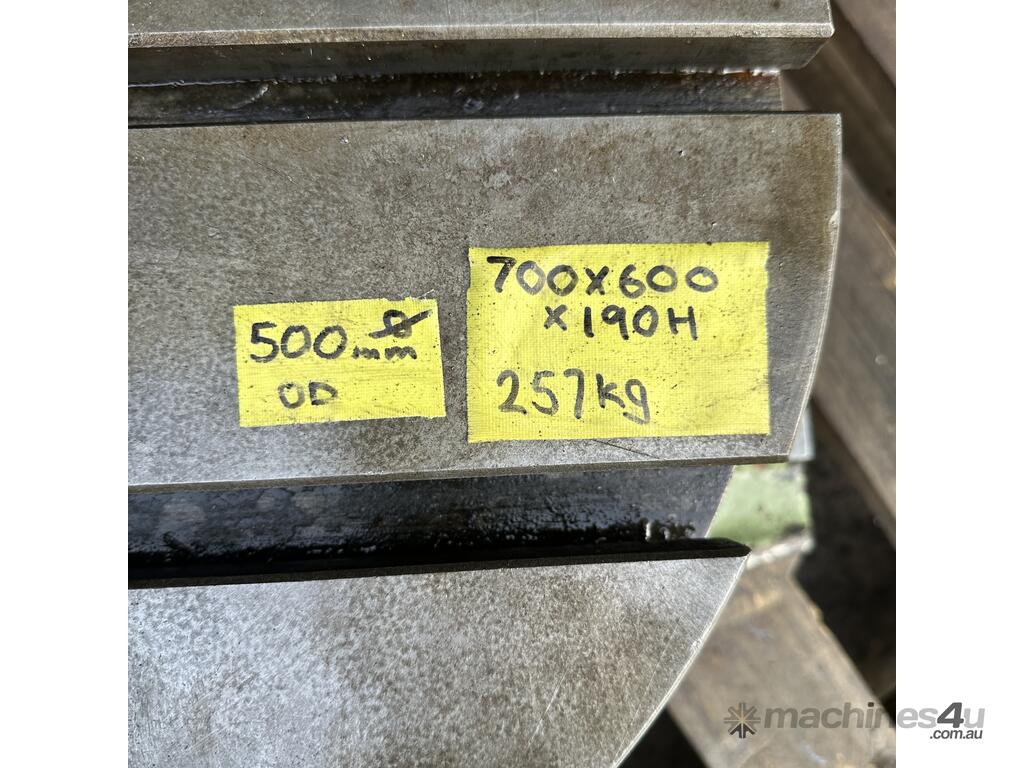 500mm Ø
OD
700x600
x190H
257kg
machines4u
.com.au